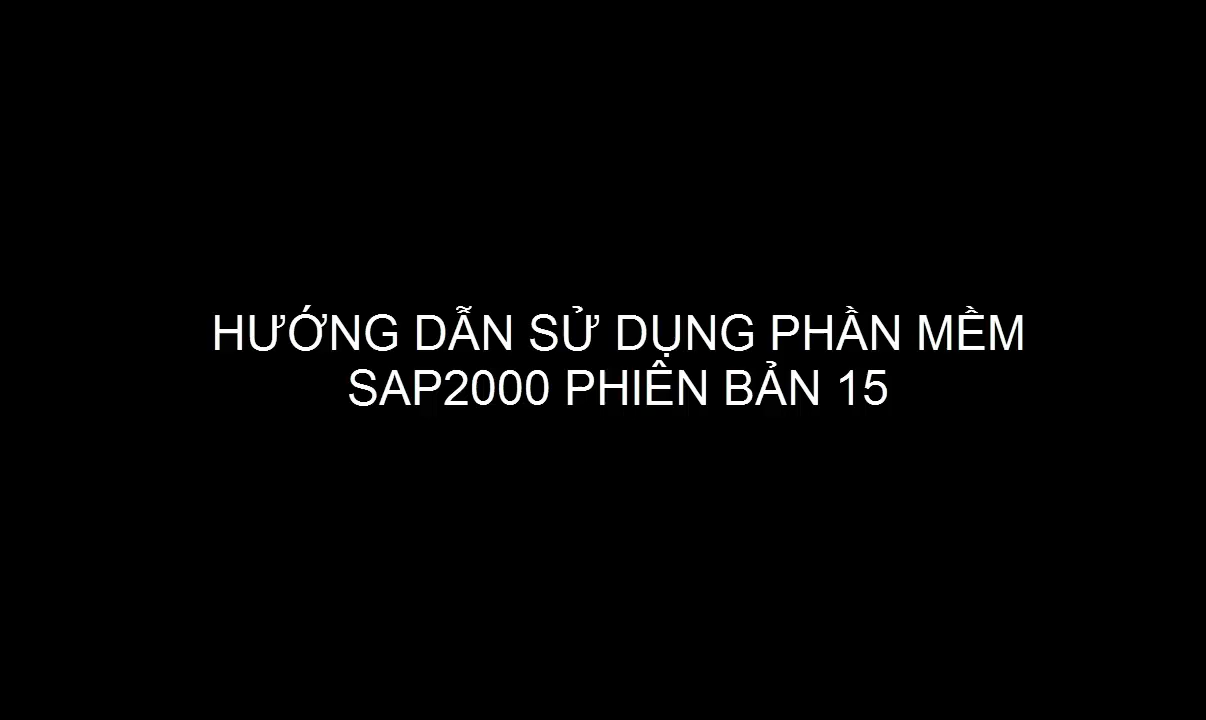 HƯỚNG DẪN SỬ DỤNG PHẦN MỀM
SAP2000 PHIÊN BẢN 15